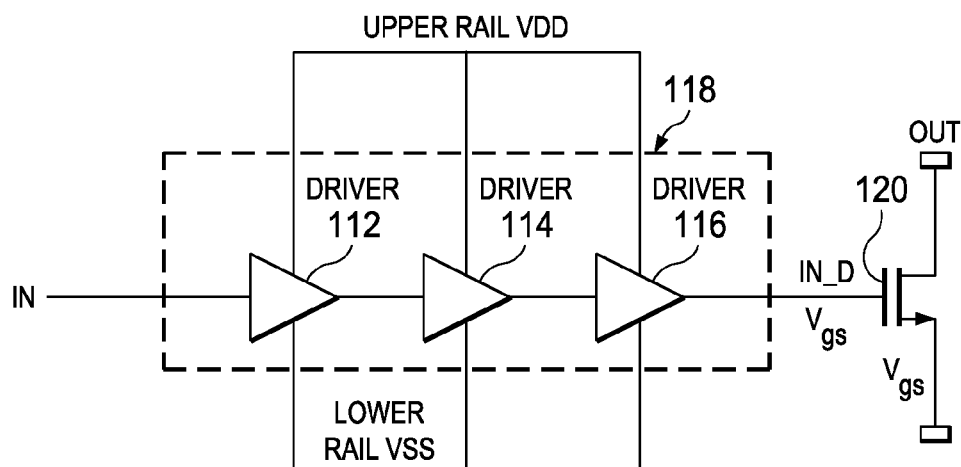 UPPER RAIL VDD
118
OUT
DRIVER
112
DRIVER
114
DRIVER
116
120
IN
IN_D
Vgs
Vgs
LOWER
RAIL VSS